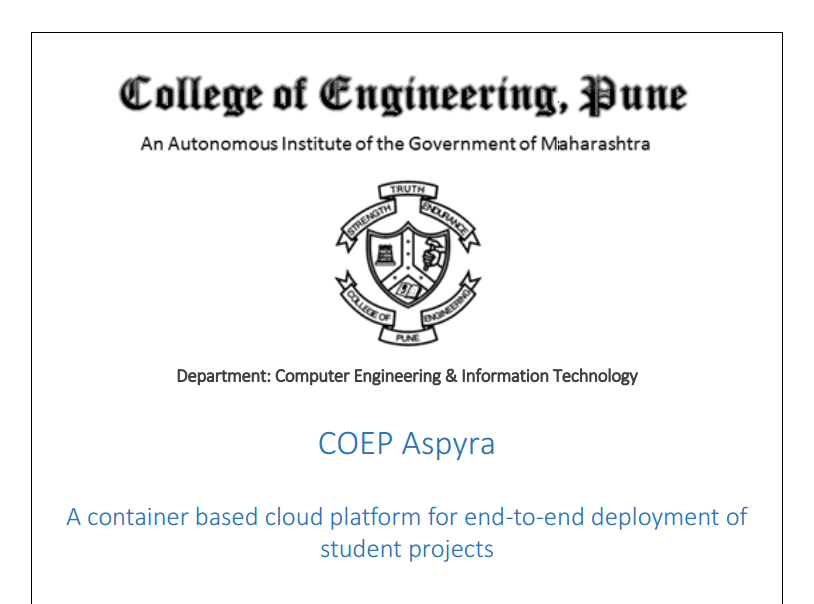 College of Engineering, Pune
An Autonomous Institute of the Government of Maharashtra
TRUTH
STRENGTH
ENDURANCE
COLLEGE OF
ENGINEERING
PUNE
Department: Computer Engineering & Information Technology
COEP Aspyra
A container based cloud platform for end-to-end deployment of
student projects